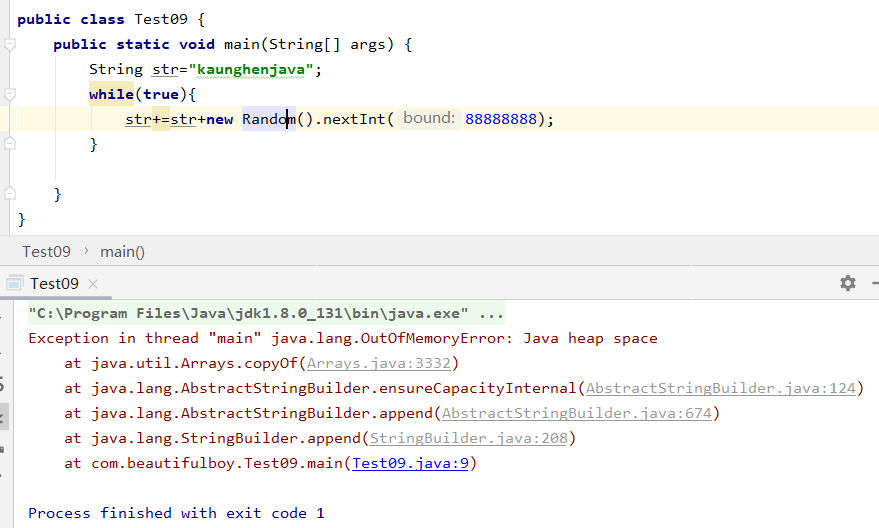 public class Test09 {
public static void main(String[] args) {
String str="kaunghenjava";
while(true){
str+=str+new Random().nextInt( bound: 88888888);
}
}
}
Test09 › main()
Test09 ×
"C:\Program Files\Java\jdk1.8.0_131\bin\java.exe" ...
Exception in thread "main" java.lang.OutOfMemoryError: Java heap space
at java.util.Arrays.copyOf(Arrays.java:3332)
at java.lang.AbstractStringBuilder.ensureCapacityInternal(AbstractStringBuilder.java:124)
at java.lang.AbstractStringBuilder.append(AbstractStringBuilder.java:674)
at java.lang.StringBuilder.append(StringBuilder.java:208)
at com.beautifulboy.Test09.main(Test09.java:9)
Process finished with exit code 1